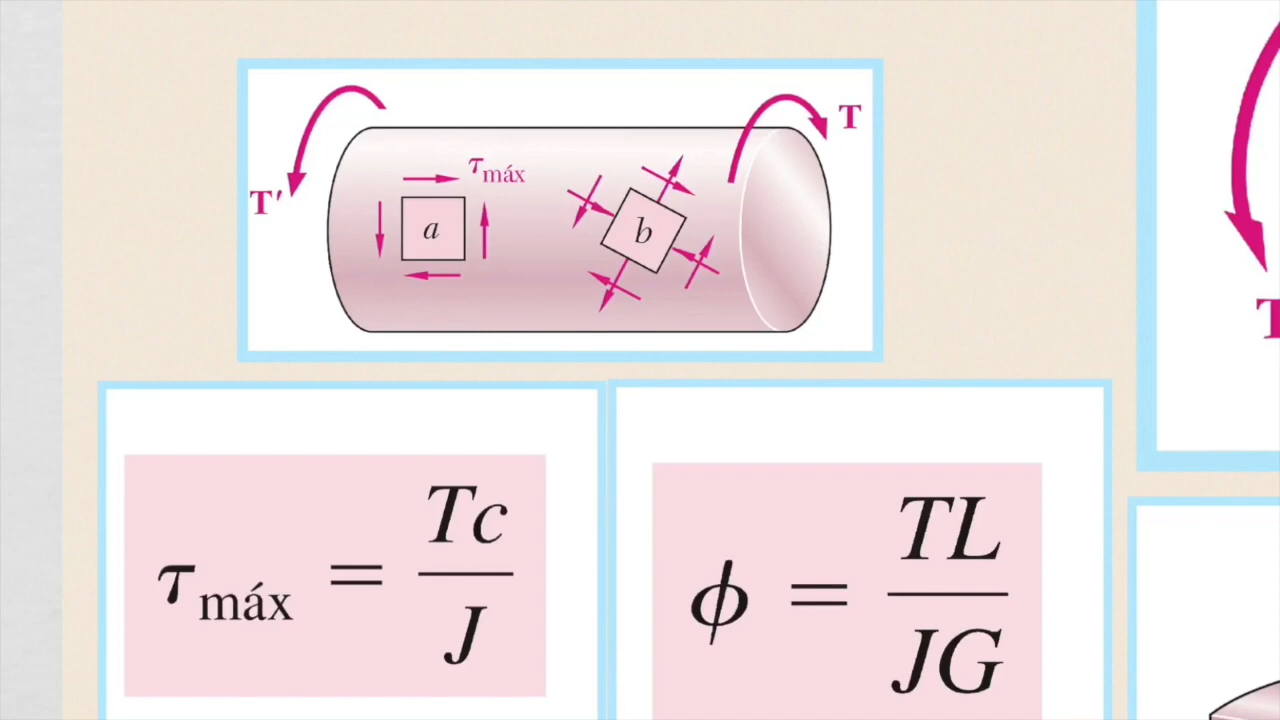 T
T′
τmáx
a
b
τmáx = Tc/J
ϕ = TL/JG